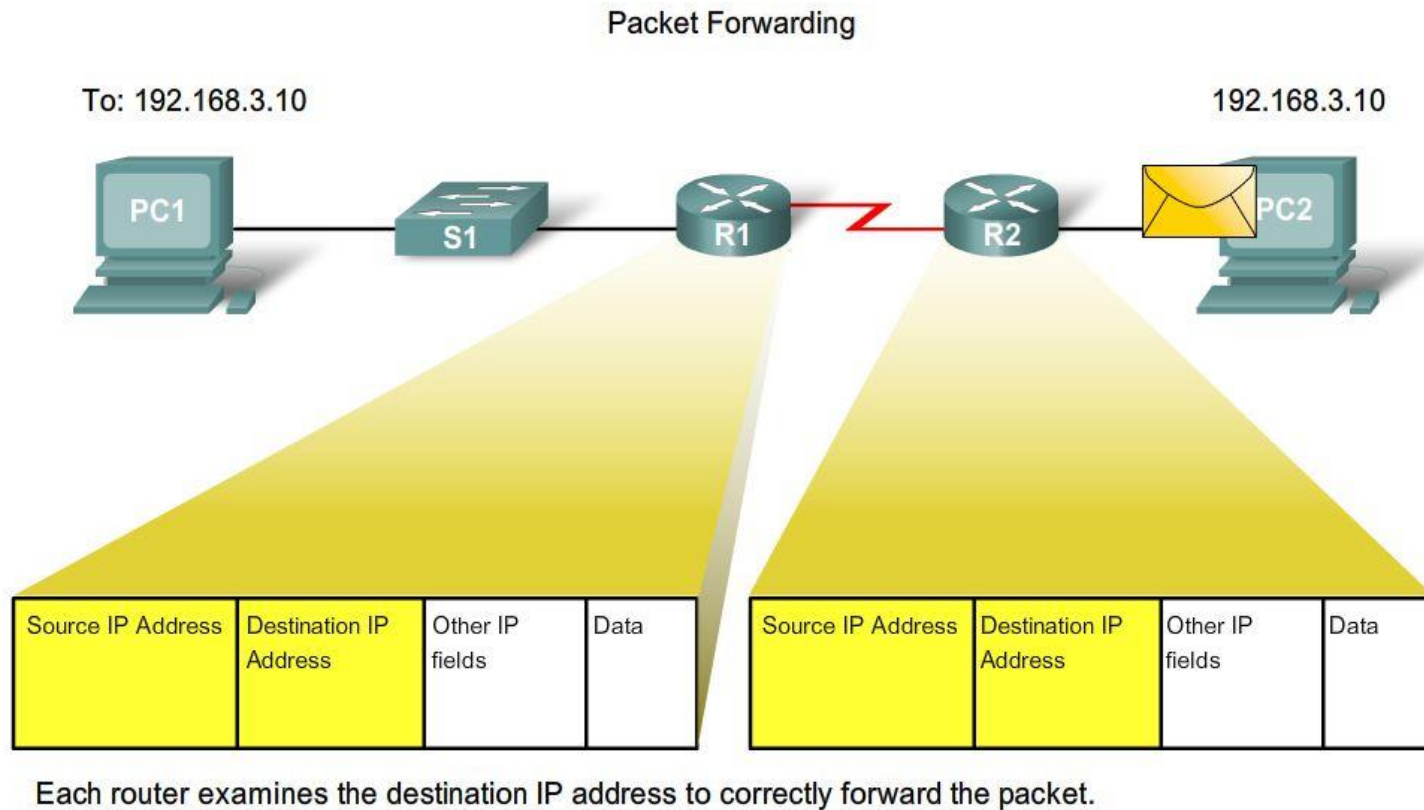 Packet Forwarding
To: 192.168.3.10
192.168.3.10
PC1
S1
R1
R2
PC2
Source IP Address
Destination IP
Address
Other IP
fields
Data
Source IP Address
Destination IP
Address
Other IP
fields
Data
Each router examines the destination IP address to correctly forward the packet.